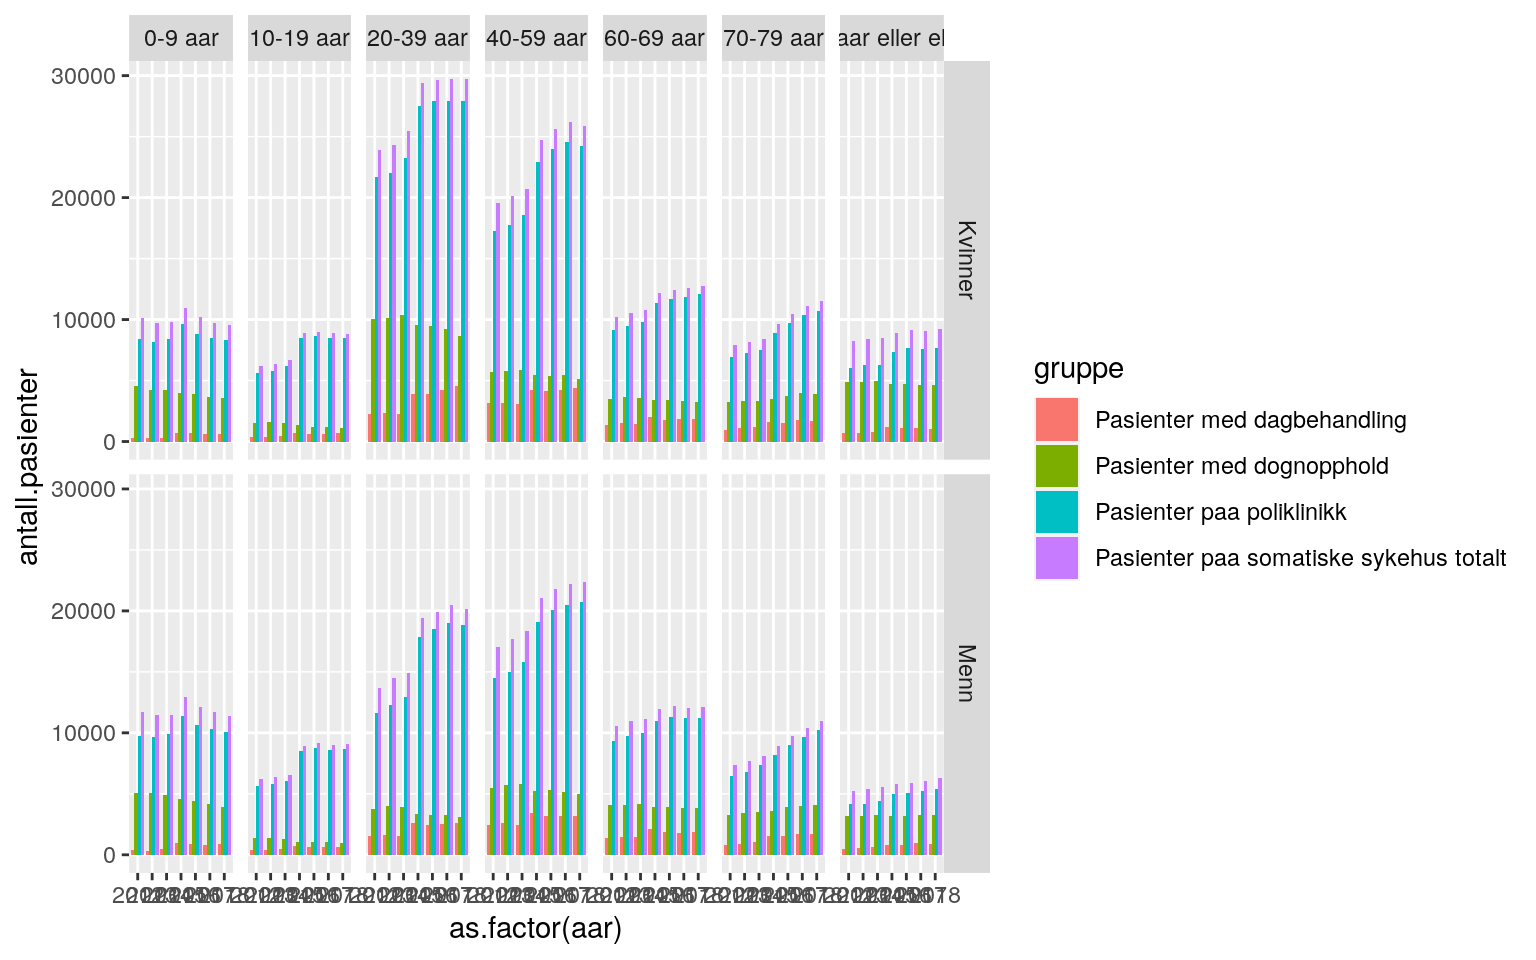 0-9 aar
10-19 aar
20-39 aar
40-59 aar
60-69 aar
70-79 aar
aar eller
30000
20000
10000
0
Kvinner
30000
20000
10000
0
Menn
antall.pasienter
as.factor(aar)
gruppe
Pasienter med dagbehandling
Pasienter med dognopphold
Pasienter paa poliklinikk
Pasienter paa somatiske sykehus totalt